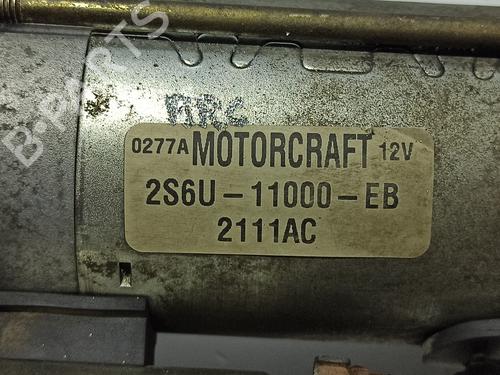 B-PARTS
0277A MOTORCRAFT 12V
2S6U-11000-EB
2111AC